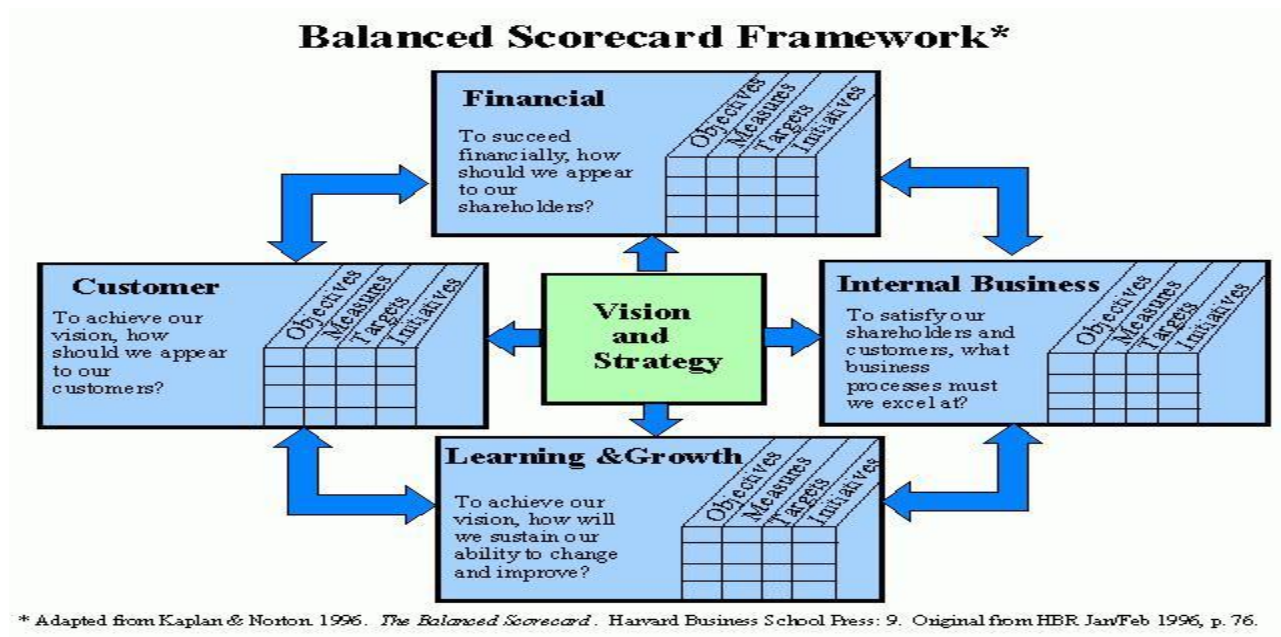 Balanced Scorecard Framework*
Financial
To succeed
financially, how
should we appear
to our
shareholders?
Objectives
Measures
Targets
Initiatives
Customer
To achieve our
vision, how
should we appear
to our
customers?
Objectives
Measures
Targets
Initiatives
Vision
and
Strategy
Internal Business
To satisfy our
shareholders and
customers, what
business
processes must
we excel at?
Objectives
Measures
Targets
Initiatives
Learning &Growth
To achieve our
vision, how will
we sustain our
ability to change
and improve?
Objectives
Measures
Targets
Initiatives
* Adapted from Kaplan & Norton 1996. The Balanced Scorecard. Harvard Business School Press: 9. Original from HBR Jan/Feb 1996, p. 76.